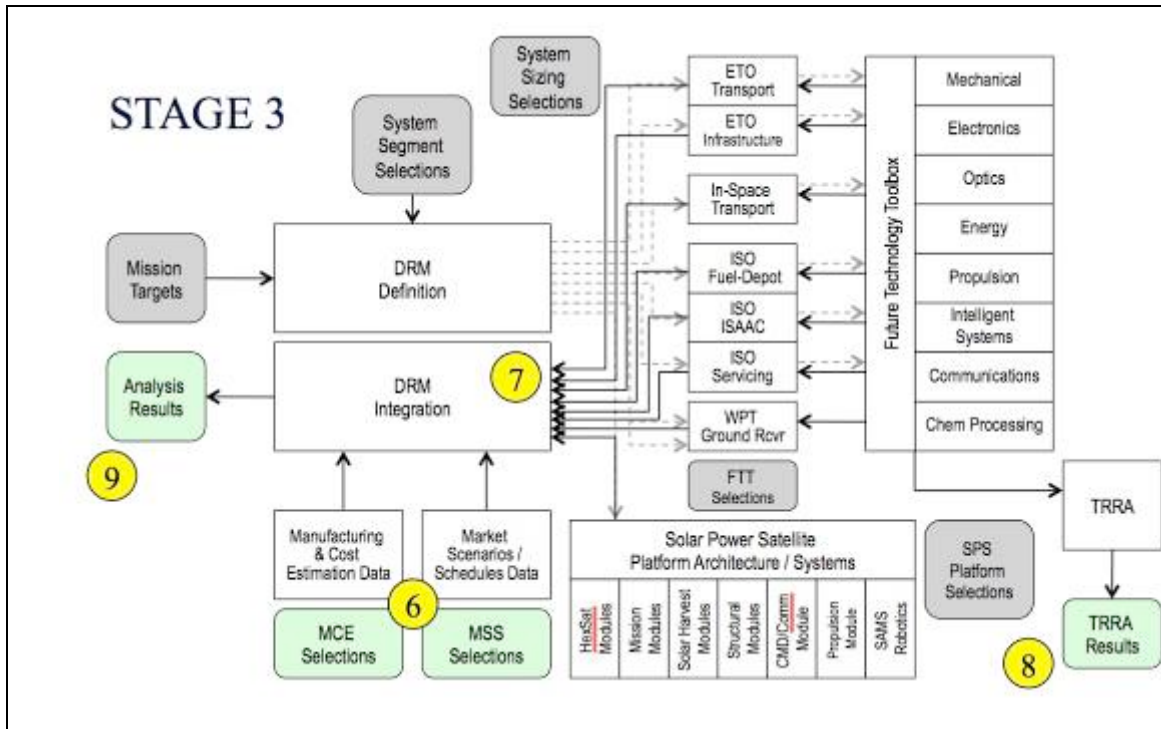 STAGE 3
System
Sizing
Selections
System
Segment
Selections
Mission
Targets
DRM
Definition
Analysis
Results
9
DRM
Integration
7
Manufacturing
& Cost
Estimation Data
Market
Scenarios /
Schedules Data
6
MCE
Selections
MSS
Selections
ETO
Transport
ETO
Infrastructure
In-Space
Transport
ISO
Fuel-Depot
ISO
ISAAC
ISO
Servicing
WPT
Ground Rcvr
FTT
Selections
Future Technology Toolbox
Mechanical
Electronics
Optics
Energy
Propulsion
Intelligent
Systems
Communications
Chem Processing
Solar Power Satellite
Platform Architecture / Systems
HexSat
Modules
Mission
Modules
Solar Harvest
Modules
Structural
Modules
CMD/Comm
Module
Propulsion
Module
SAMS
Robotics
SPS
Platform
Selections
TRRA
TRRA
Results
8